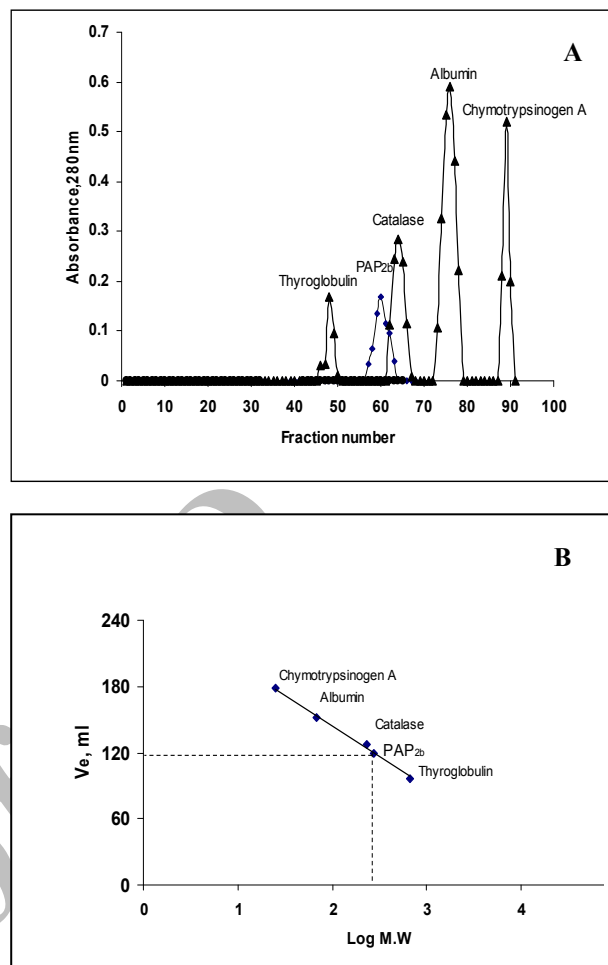 A
Absorbance,280nm
0.7
0.6
0.5
0.4
0.3
0.2
0.1
0
Albumin
Chymotrypsinogen A
Catalase
PAP2b
Thyroglobulin
0 10 20 30 40 50 60 70 80 90 100
Fraction number
B
Ve, ml
240
180
120
60
0
Chymotrypsinogen A
Albumin
Catalase
PAP2b
Thyroglobulin
0 1 2 3 4
Log M.W